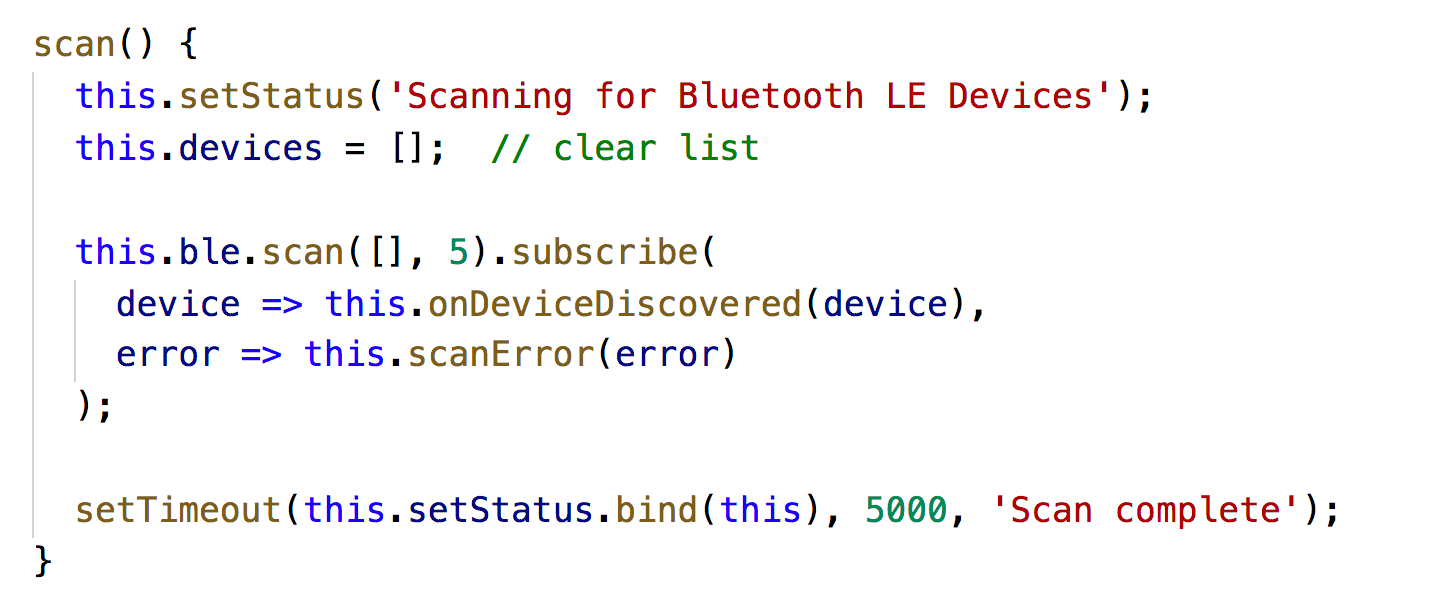 scan() {
  this.setStatus('Scanning for Bluetooth LE Devices');
  this.devices = [];  // clear list

  this.ble.scan([], 5).subscribe(
    device => this.onDeviceDiscovered(device),
    error => this.scanError(error)
  );

  setTimeout(this.setStatus.bind(this), 5000, 'Scan complete');
}